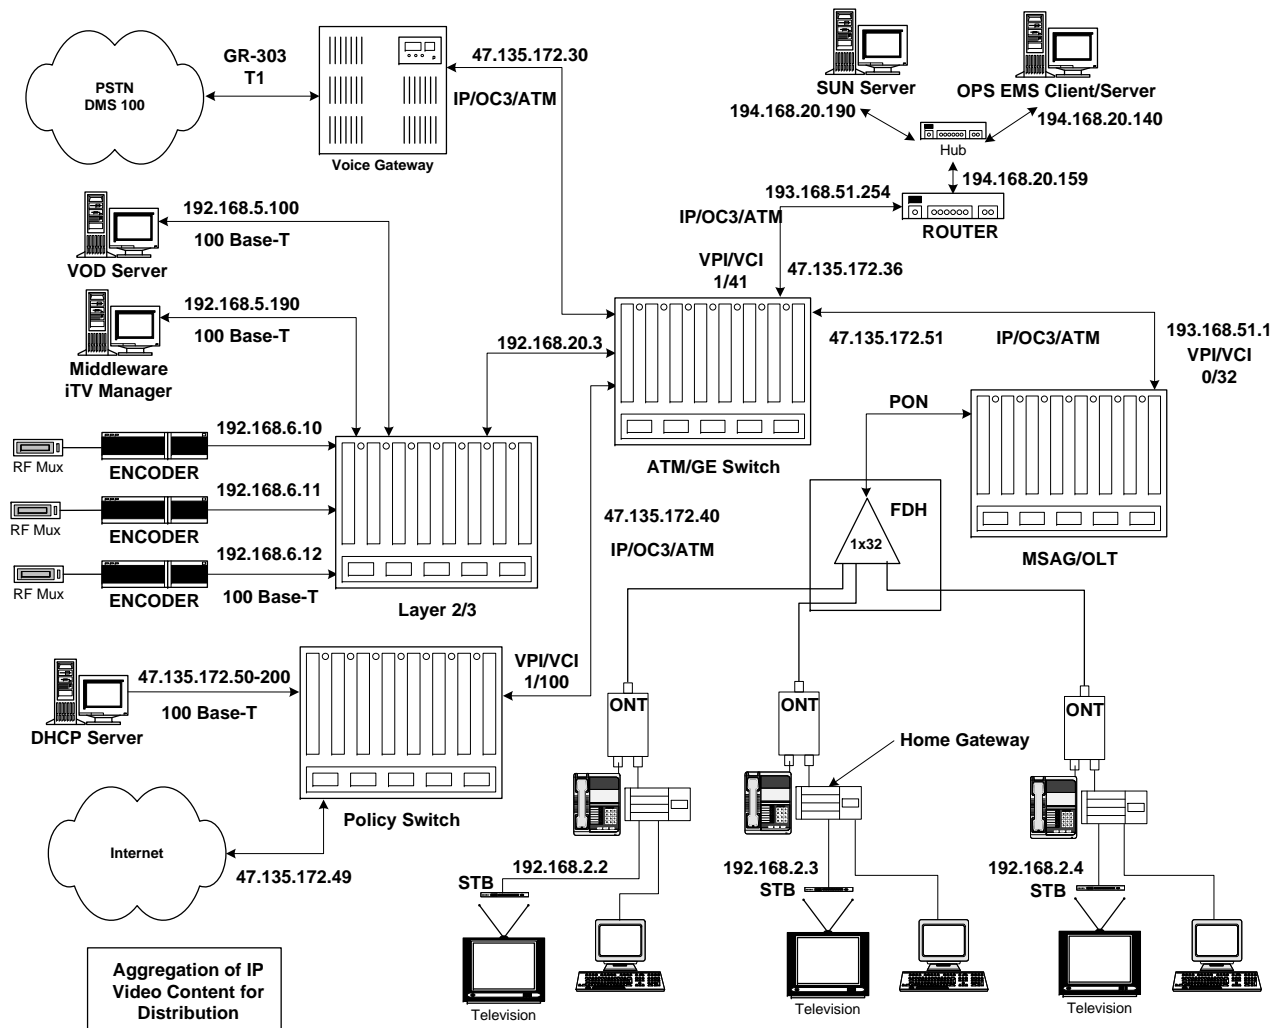 PSTN
DMS 100
GR-303
T1
Voice Gateway
47.135.172.30
IP/OC3/ATM
SUN Server
194.168.20.190
OPS EMS Client/Server
194.168.20.140
Hub
194.168.20.159
193.168.51.254
IP/OC3/ATM
ROUTER
VPI/VCI
1/41
47.135.172.36
192.168.5.100
100 Base-T
VOD Server
192.168.5.190
100 Base-T
Middleware
iTV Manager
192.168.20.3
47.135.172.51
IP/OC3/ATM
193.168.51.1
VPI/VCI
0/32
PON
ATM/GE Switch
RF Mux
ENCODER
192.168.6.10
RF Mux
ENCODER
192.168.6.11
RF Mux
ENCODER
192.168.6.12
100 Base-T
Layer 2/3
47.135.172.40
IP/OC3/ATM
FDH
1x32
MSAG/OLT
DHCP Server
47.135.172.50-200
100 Base-T
VPI/VCI
1/100
Policy Switch
Internet
47.135.172.49
ONT
ONT
ONT
Home Gateway
192.168.2.2
STB
192.168.2.3
STB
192.168.2.4
STB
Television
Television
Television
Aggregation of IP
Video Content for
Distribution